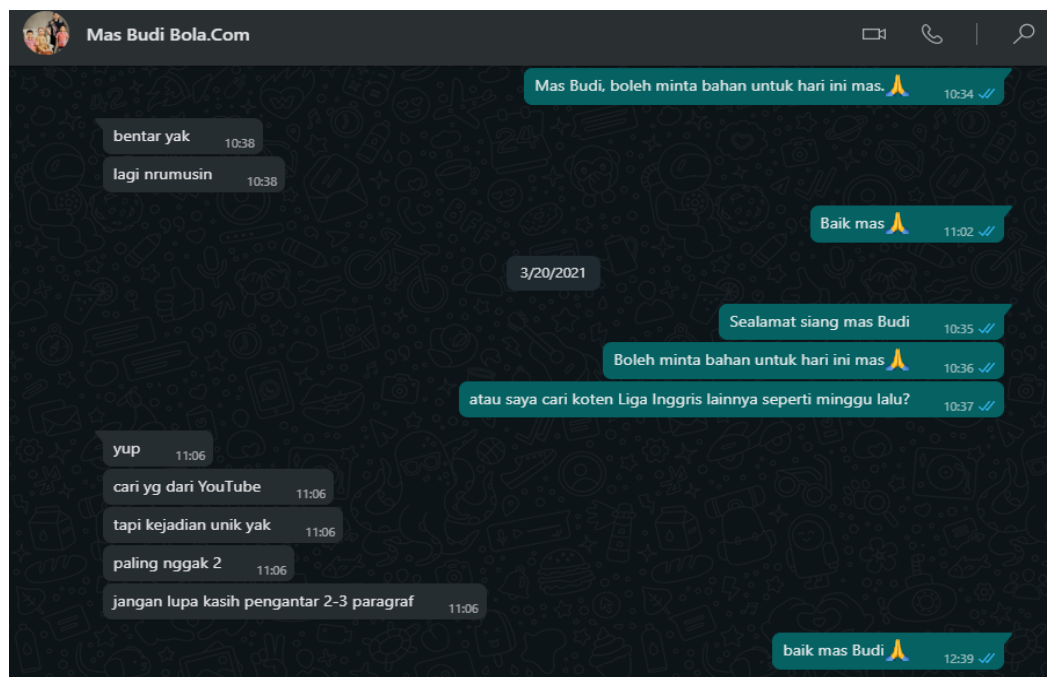 Mas Budi Bola.Com
Mas Budi, boleh minta bahan untuk hari ini mas.🙏 10:34
bentar yak 10:38
lagi nrumusin 10:38
Baik mas🙏 11:02
3/20/2021
Sealamat siang mas Budi 10:35
Boleh minta bahan untuk hari ini mas🙏 10:36
atau saya cari koten Liga Inggris lainnya seperti minggu lalu? 10:37
yup 11:06
cari yg dari YouTube 11:06
tapi kejadian unik yak 11:06
paling nggak 2 11:06
jangan lupa kasih pengantar 2-3 paragraf 11:06
baik mas Budi🙏 12:39